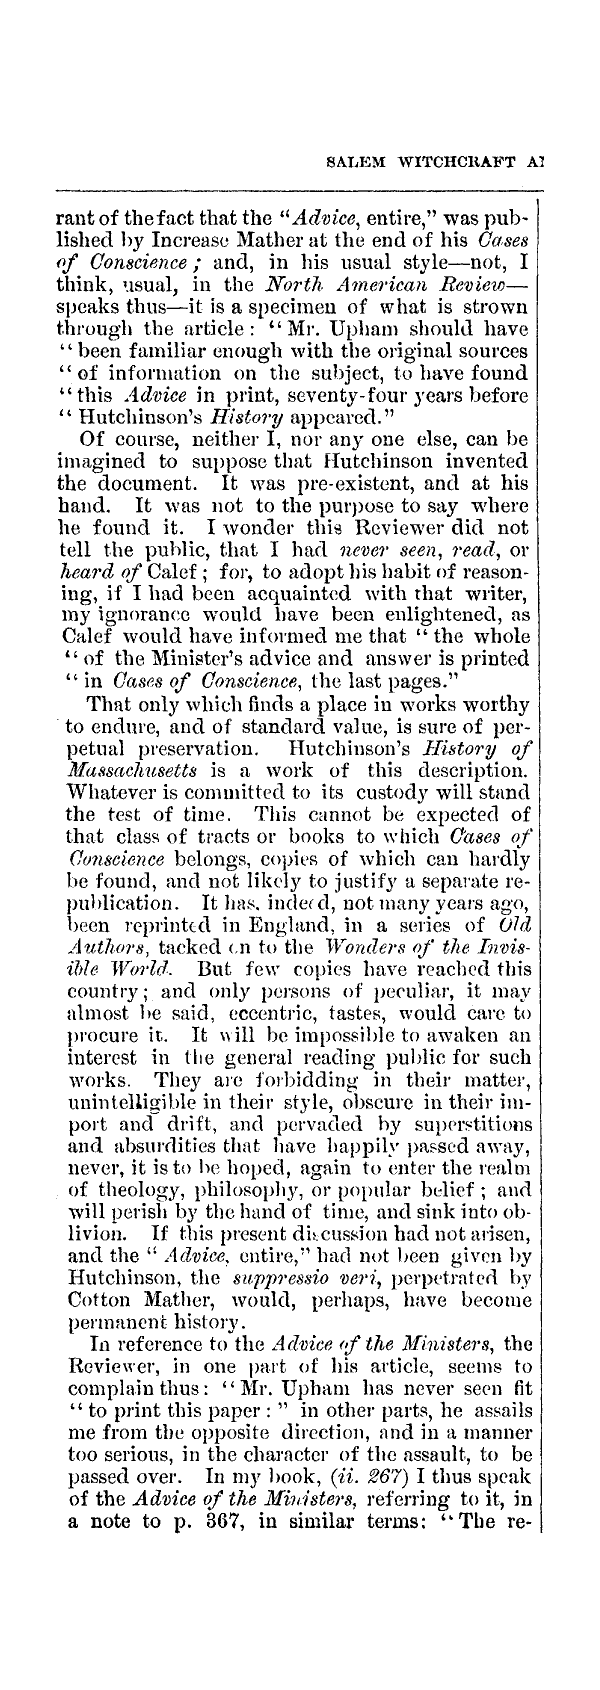 SALEM WITCHCRAFT A
rant of the fact that the “Advice, entire,” was pub-
lished by Increase Mather at the end of his Cases
of Conscience; and, in his usual style—not, I
think, usual, in the North American Review—
speaks thus—it is a specimen of what is strown
through the article: “Mr. Upham should have
“been familiar enough with the original sources
“of information on the subject, to have found
“this Advice in print, seventy-four years before
“Hutchinson's History appeared.”
Of course, neither I, nor any one else, can be
imagined to suppose that Hutchinson invented
the document. It was pre-existent, and at his
hand. It was not to the purpose to say where
he found it. I wonder this Reviewer did not
tell the public, that I had never seen, read, or
heard of Calef; for, to adopt his habit of reason-
ing, if I had been acquainted with that writer,
my ignorance would have been enlightened, as
Calef would have informed me that “the whole
“of the Minister's advice and answer is printed
“in Cases of Conscience, the last pages.”
That only which finds a place in works worthy
to endure, and of standard value, is sure of per-
petual preservation. Hutchinson's History of
Massachusetts is a work of this description.
Whatever is committed to its custody will stand
the test of time. This cannot be expected of
that class of tracts or books to which Cases of
Conscience belongs, copies of which can hardly
be found, and not likely to justify a separate re-
publication. It has, indeed, not many years ago,
been reprinted in England, in a series of Old
Authors, tacked on to the Wonders of the Invis-
ible World. But few copies have reached this
country; and only persons of peculiar, it may
almost be said, eccentric, tastes, would care to
procure it. It will be impossible to awaken an
interest in the general reading public for such
works. They are forbidding in their matter,
unintelligible in their style, obscure in their im-
port and drift, and pervaded by superstitions
and absurdities that have happily passed away,
never, it is to be hoped, again to enter the realm
of theology, philosophy, or popular belief; and
will perish by the hand of time, and sink into ob-
livion. If this present discussion had not arisen,
and the “Advice, entire,” had not been given by
Hutchinson, the suppressio veri, perpetrated by
Cotton Mather, would, perhaps, have become
permanent history.
In reference to the Advice of the Ministers, the
Reviewer, in one part of his article, seems to
complain thus: “Mr. Upham has never seen fit
“to print this paper:” in other parts, he assails
me from the opposite direction, and in a manner
too serious, in the character of the assault, to be
passed over. In my book, (ii. 267) I thus speak
of the Advice of the Ministers, referring to it, in
a note to p. 367, in similar terms: “The re-